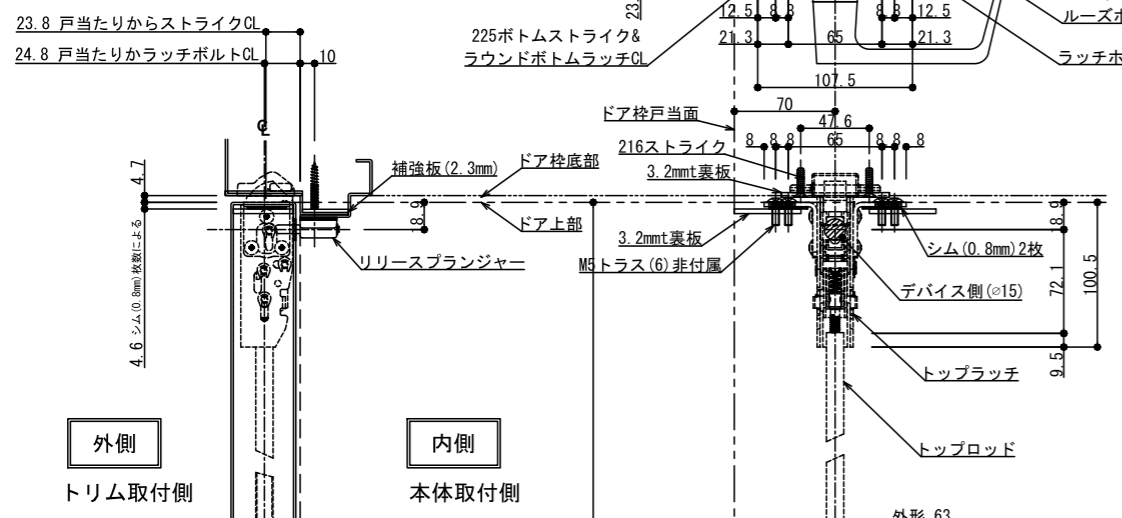 23.8 戸当たりからストライクCL
24.8 戸当たりかラッチボルトCL
10
225ボトムストライク&
ラウンドボトムラッチCL
12.5
8
8
8
8
12.5
21.3
65
21.3
107.5
ルーズボ
ラッチボ
23.
70
ドア枠戸当面
47.6
8
8
8
65
8
8
8
216ストライク
3.2mmt裏板
4.7
補強板(2.3mm)
ドア枠底部
18.9
ドア上部
リリースプランジャー
4.6 シム(0.8mm)枚数による
3.2mmt裏板
M5トラス(6)非付属
シム(0.8mm)2枚
デバイス側(⌀15)
18.9
72.1
100.5
9.5
トップラッチ
トップロッド
外側
トリム取付側
内側
本体取付側
外形 63